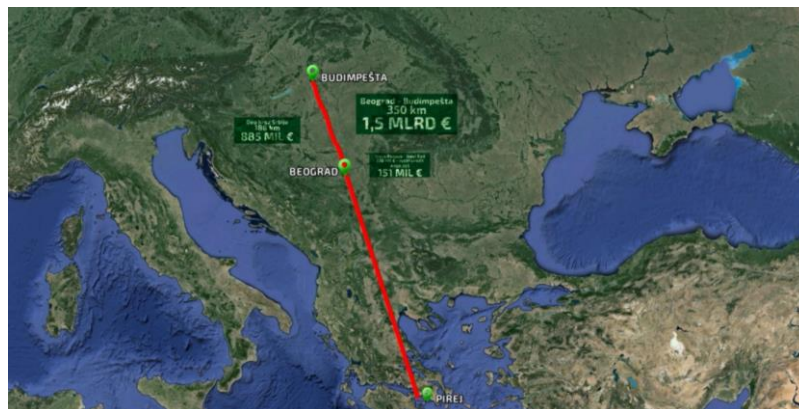 BUDIMPEŠTA
Beograd - Budimpešta
350 km
1,5 MLRD €
885 MIL €
BEOGRAD
151 MIL €
PIREJ